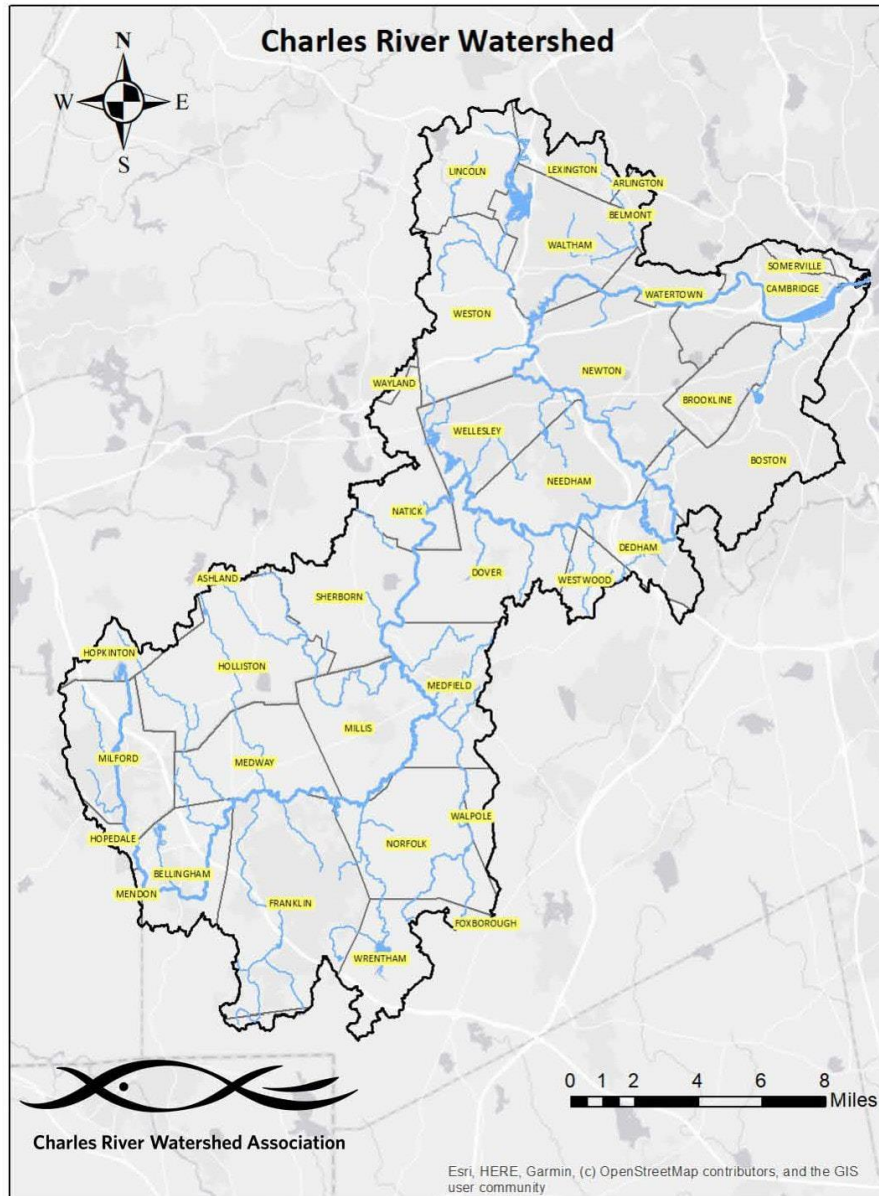 Charles River Watershed
N
W E
S
LINCOLN
LEXINGTON
ARLINGTON
BELMONT
WALTHAM
SOMERVILLE
CAMBRIDGE
WATERTOWN
WESTON
NEWTON
WAYLAND
BROOKLINE
WELLESLEY
BOSTON
NEEDHAM
NATICK
DEDHAM
DOVER
WESTWOOD
ASHLAND
SHERBORN
HOPKINTON
HOLLISTON
MEDFIELD
MILLIS
MILFORD
MEDWAY
WALPOLE
HOPEDALE
NORFOLK
BELLINGHAM
MENDON
FRANKLIN
FOXBOROUGH
WRENTHAM
0 1 2 4 6 8
Miles
Charles River Watershed Association
Esri, HERE, Garmin, (c) OpenStreetMap contributors, and the GIS
user community